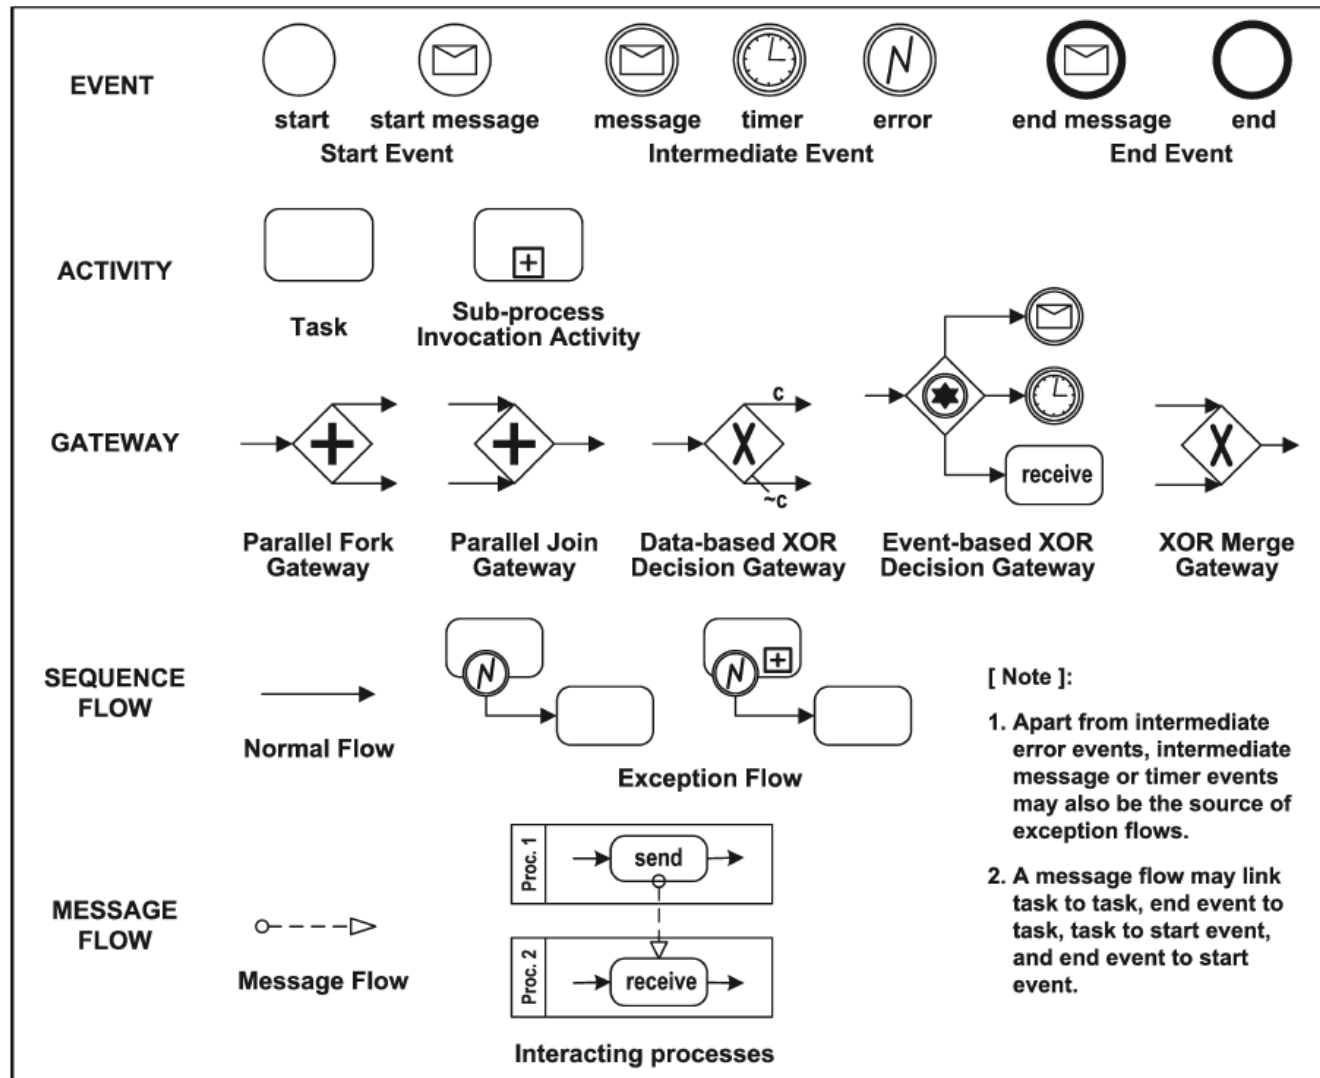 EVENT
start
start message
message
timer
error
end message
end
Start Event
Intermediate Event
End Event
ACTIVITY
Task
Sub-process
Invocation Activity
GATEWAY
c
~c
receive
Parallel Fork
Gateway
Parallel Join
Gateway
Data-based XOR
Decision Gateway
Event-based XOR
Decision Gateway
XOR Merge
Gateway
SEQUENCE
FLOW
Normal Flow
Exception Flow
[ Note ]:
1. Apart from intermediate
error events, intermediate
message or timer events
may also be the source of
exception flows.
2. A message flow may link
task to task, end event to
task, task to start event,
and end event to start
event.
MESSAGE
FLOW
Message Flow
Proc. 1
send
Proc. 2
receive
Interacting processes